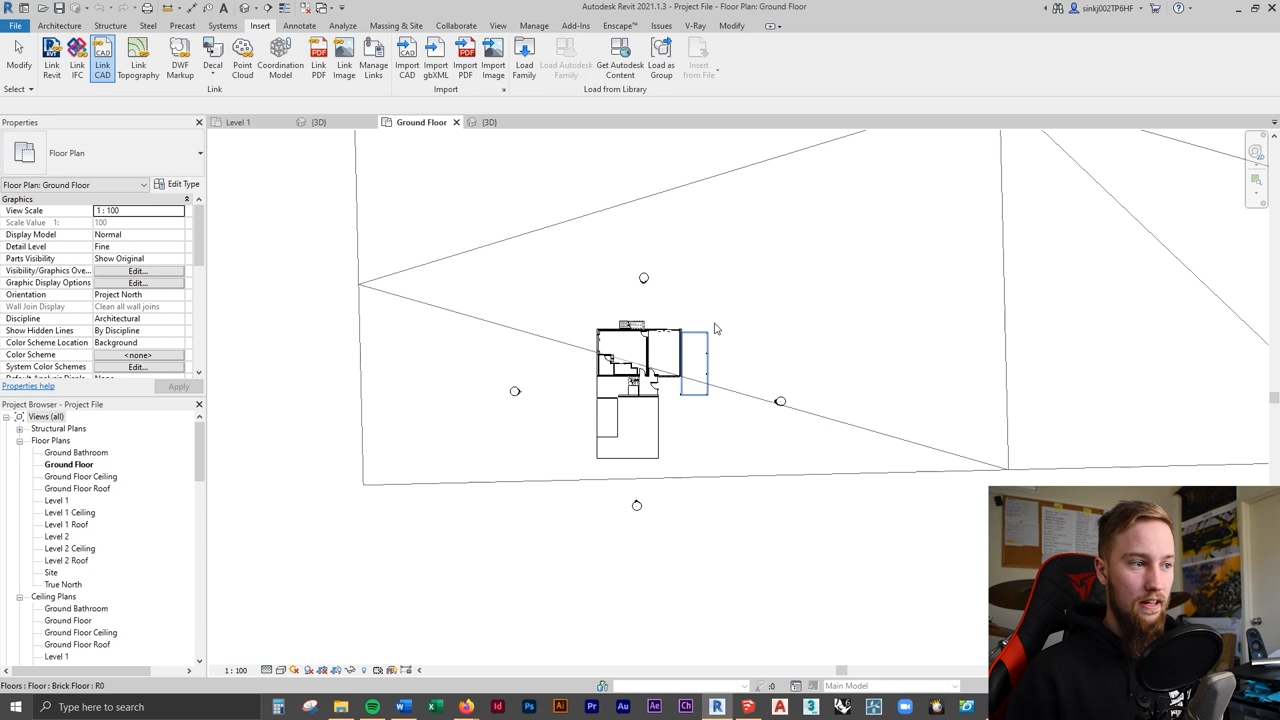 Autodesk Revit 2021.1.3 - Project File - Floor Plan: Ground Floor
sinkj002TP6HF
File Architecture Structure Steel Precast Systems Insert Annotate Analyze Massing & Site Collaborate View Manage Add-Ins Enscape™ Issues V-Ray Modify
Modify
Link Revit
Link IFC
Link CAD
Link Topography
DWF Markup
Decal
Point Cloud
Coordination Model
Link PDF
Link Image
Manage Links
Import CAD
Import gbXML
Import PDF
Import Image
Load Family
Load Autodesk Family
Get Autodesk Content
Load as Group
Insert from File
Select Link Import Load from Library
Properties
Level 1 {3D} Ground Floor {3D}
Floor Plan
Floor Plan: Ground Floor Edit Type
Graphics
View Scale 1 : 100
Scale Value 1: 100
Display Model Normal
Detail Level Fine
Parts Visibility Show Original
Visibility/Graphics Ove... Edit...
Graphic Display Options Edit...
Orientation Project North
Wall Join Display Clean all wall joins
Discipline Architectural
Show Hidden Lines By Discipline
Color Scheme Location Background
Color Scheme <none>
System Color Schemes Edit...
Properties help Apply
Project Browser - Project File
Views (all)
Structural Plans
Floor Plans
Ground Bathroom
Ground Floor
Ground Floor Ceiling
Ground Floor Roof
Level 1
Level 1 Ceiling
Level 1 Roof
Level 2
Level 2 Ceiling
Level 2 Roof
Site
True North
Ceiling Plans
Ground Bathroom
Ground Floor
Ground Floor Ceiling
Ground Floor Roof
Level 1
1 : 100
Floors : Floor : Brick Floor : R0
:0
Main Model
Type here to search